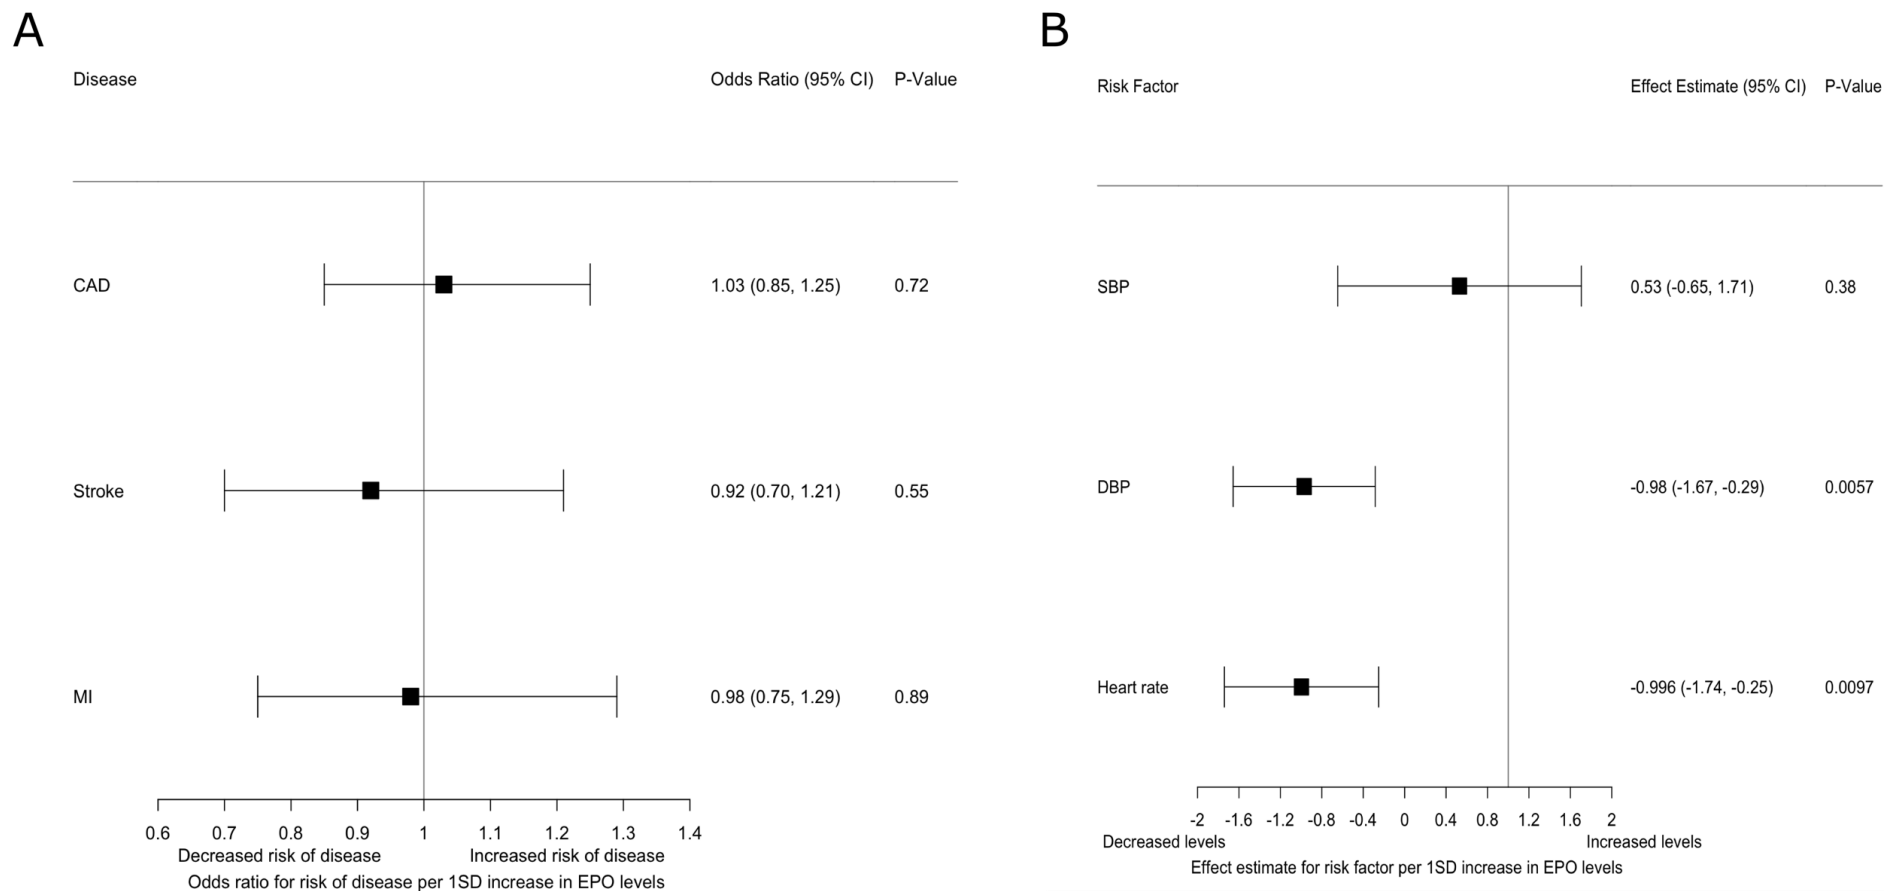 A
Disease Odds Ratio (95% CI) P-Value
CAD 1.03 (0.85, 1.25) 0.72
Stroke 0.92 (0.70, 1.21) 0.55
MI 0.98 (0.75, 1.29) 0.89
0.6 0.7 0.8 0.9 1 1.1 1.2 1.3 1.4
Decreased risk of disease Increased risk of disease
Odds ratio for risk of disease per 1SD increase in EPO levels
B
Risk Factor Effect Estimate (95% CI) P-Value
SBP 0.53 (-0.65, 1.71) 0.38
DBP -0.98 (-1.67, -0.29) 0.0057
Heart rate -0.996 (-1.74, -0.25) 0.0097
-2 -1.6 -1.2 -0.8 -0.4 0 0.4 0.8 1.2 1.6 2
Decreased levels Increased levels
Effect estimate for risk factor per 1SD increase in EPO levels